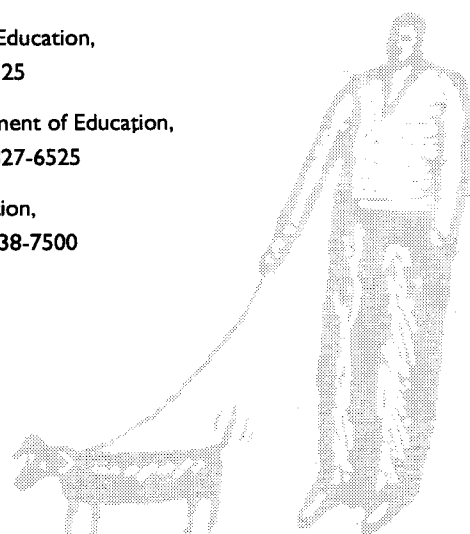 Education,
25
ment of Education,
27-6525
ion,
38-7500